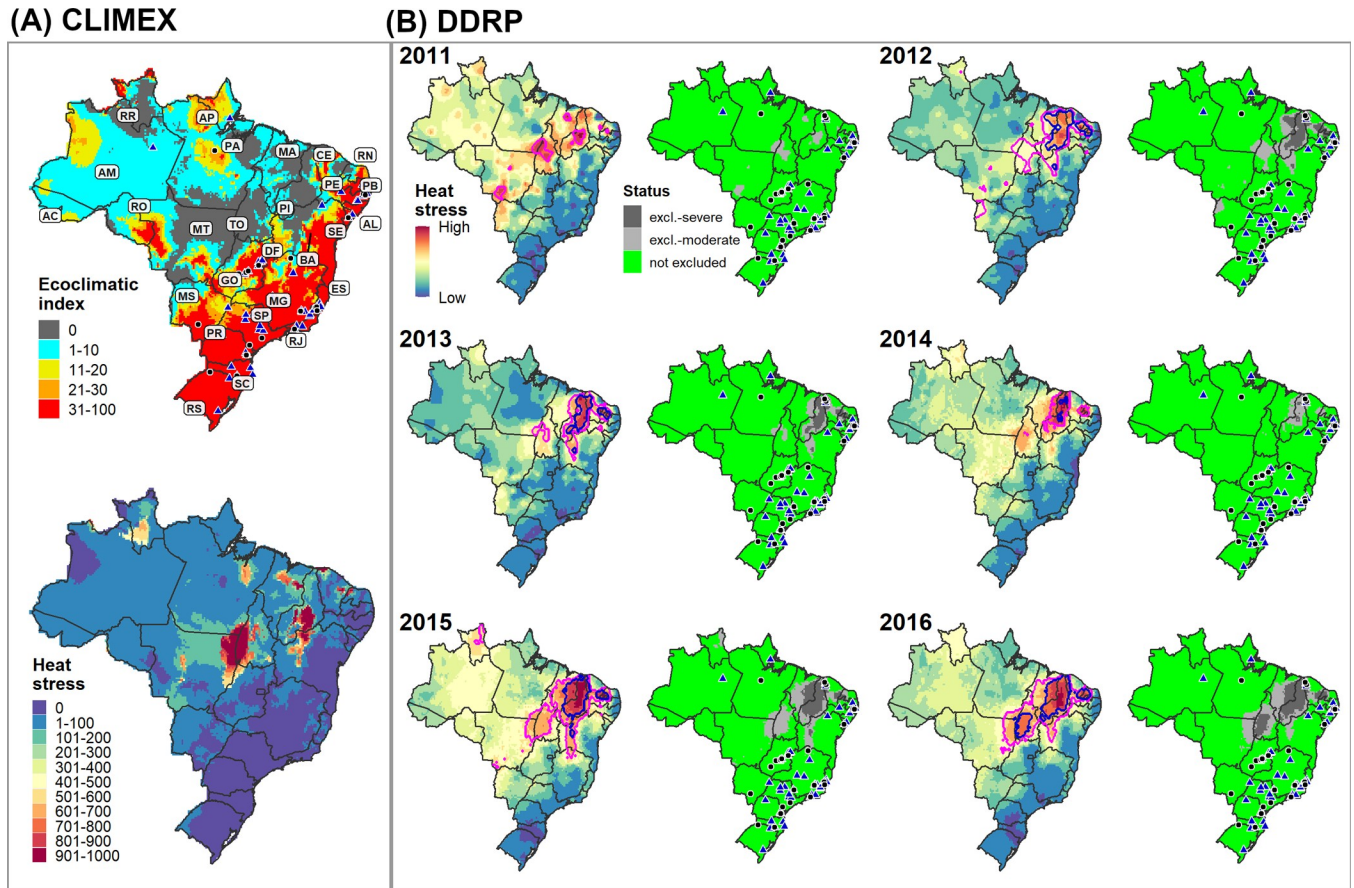 (A) CLIMEX
(B) DDRP
RR
AP
AM
PA
MA
CE
RN
PE
PB
AC
RO
MT
TO
PI
AL
SE
DF
BA
GO
MS
MG
ES
SP
PR
RJ
SC
RS
Ecoclimatic
index
0
1-10
11-20
21-30
31-100
Heat
stress
0
1-100
101-200
201-300
301-400
401-500
501-600
601-700
701-800
801-900
901-1000
2011
2012
Heat
stress
High
Low
Status
excl.-severe
excl.-moderate
not excluded
2013
2014
2015
2016